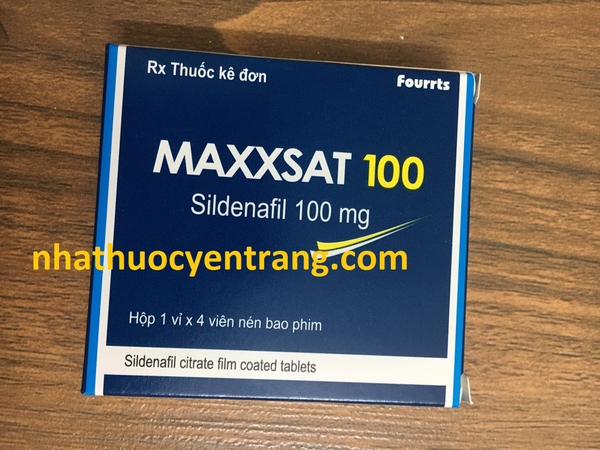 Rx Thuốc kê đơn
Fourrts
MAXXSAT 100
Sildenafil 100 mg
nhathuocyentrang.com
Hộp 1 vỉ x 4 viên nén bao phim
Sildenafil citrate film coated tablets